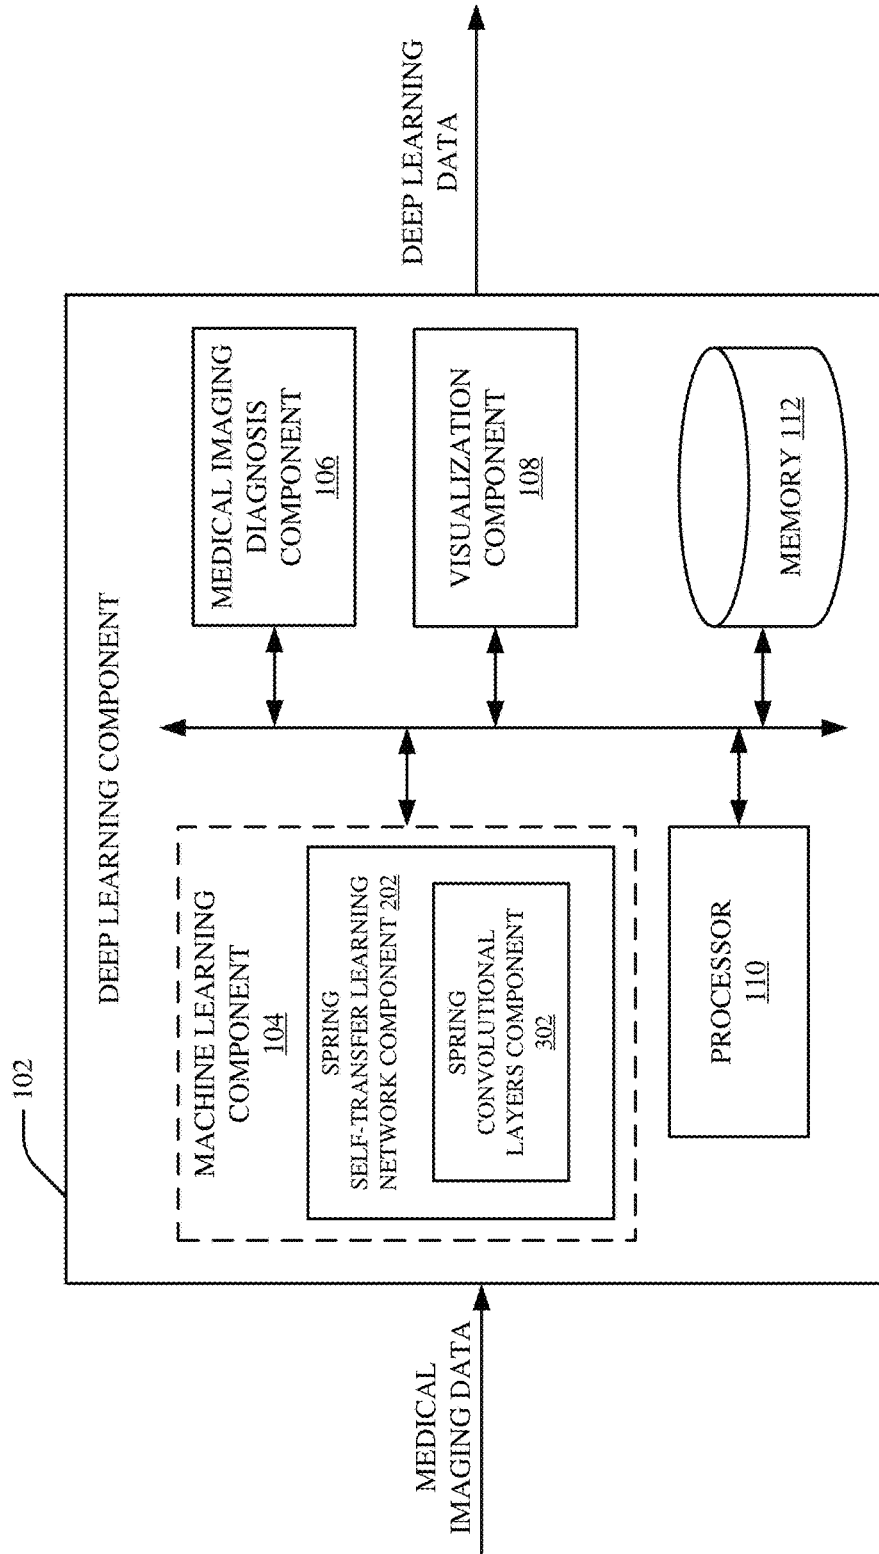 102
DEEP LEARNING COMPONENT
MACHINE LEARNING
COMPONENT
104
SPRING
SELF-TRANSFER LEARNING
NETWORK COMPONENT 202
SPRING
CONVOLUTIONAL
LAYERS COMPONENT
302
MEDICAL IMAGING
DIAGNOSIS
COMPONENT
106
MEDICAL
IMAGING DATA
DEEP LEARNING
DATA
VISUALIZATION
COMPONENT
108
PROCESSOR
110
MEMORY 112